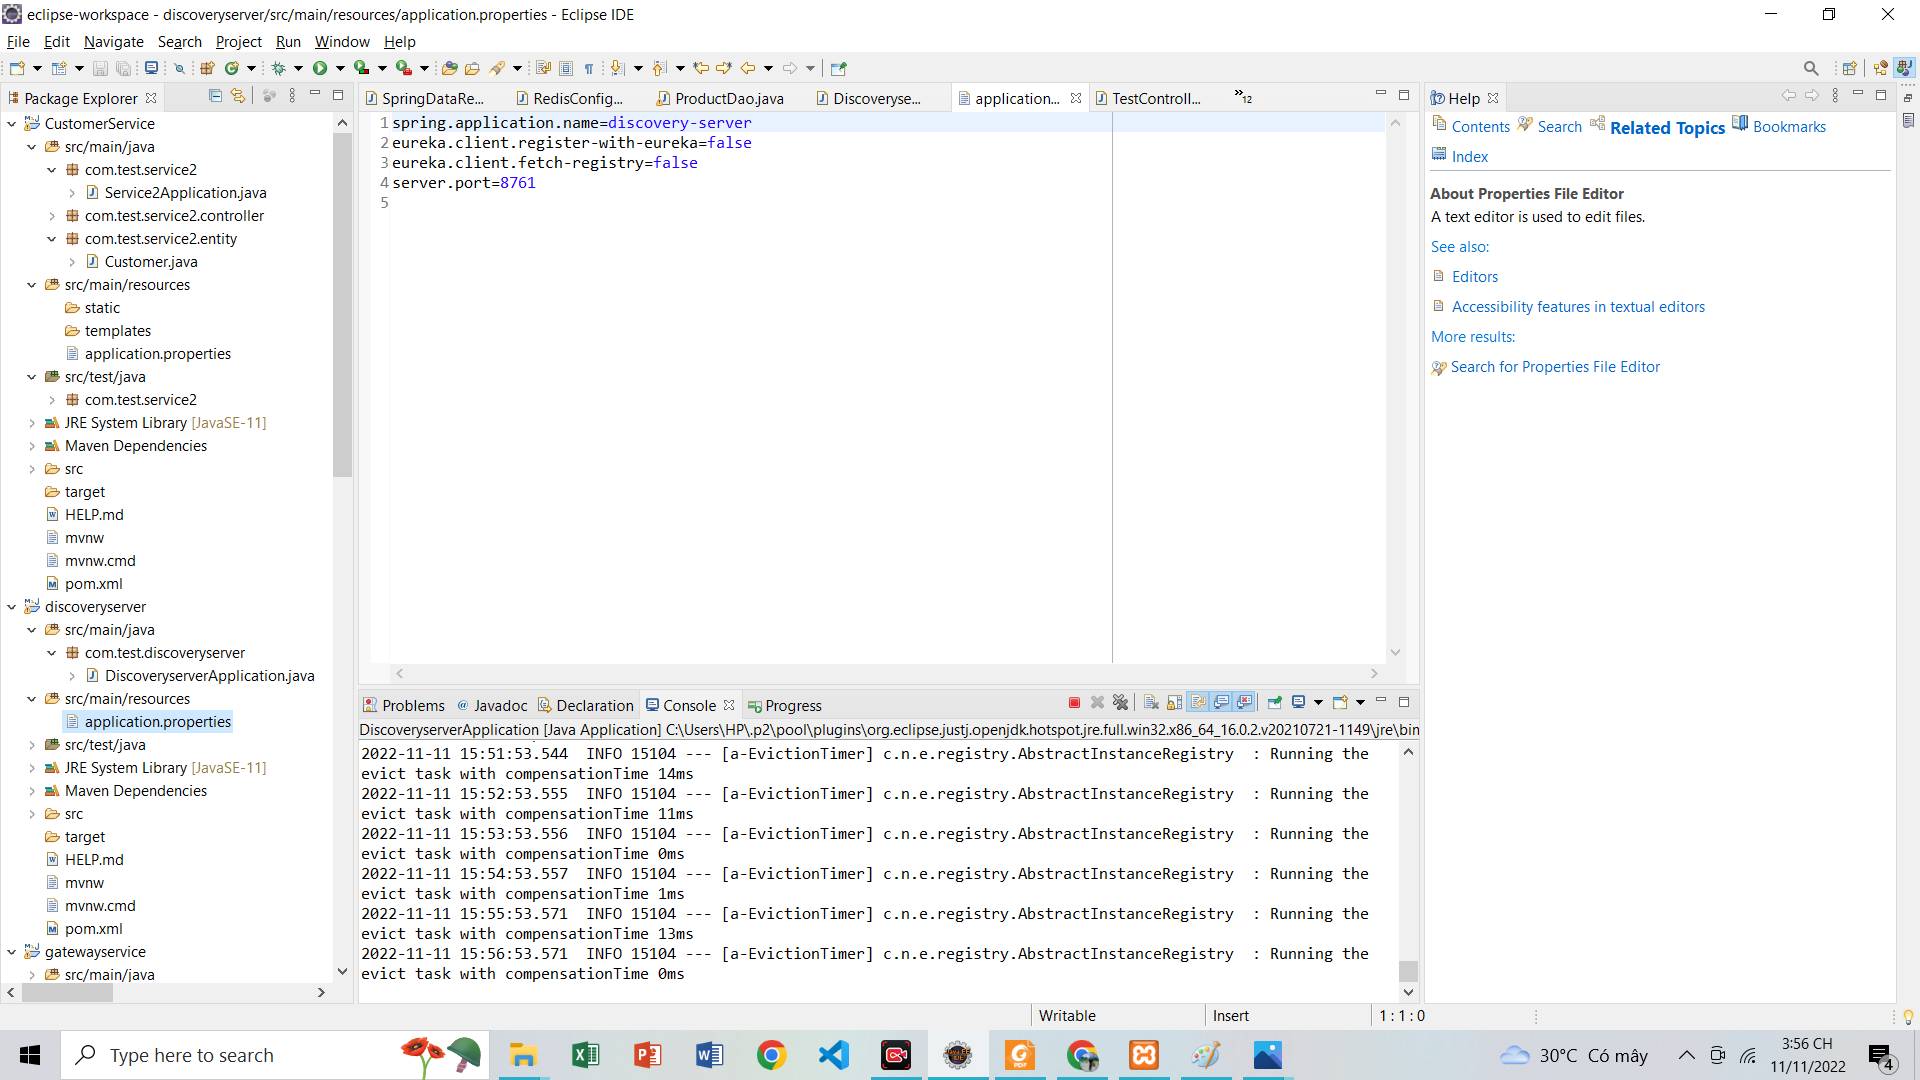 eclipse-workspace - discoveryserver/src/main/resources/application.properties - Eclipse IDE
File Edit Navigate Search Project Run Window Help
Package Explorer
CustomerService
src/main/java
com.test.service2
Service2Application.java
com.test.service2.controller
com.test.service2.entity
Customer.java
src/main/resources
static
templates
application.properties
src/test/java
com.test.service2
JRE System Library [JavaSE-11]
Maven Dependencies
src
target
HELP.md
mvnw
mvnw.cmd
pom.xml
discoveryserver
src/main/java
com.test.discoveryserver
DiscoveryserverApplication.java
src/main/resources
application.properties
src/test/java
JRE System Library [JavaSE-11]
Maven Dependencies
src
target
HELP.md
mvnw
mvnw.cmd
pom.xml
gatewayservice
src/main/java
SpringDataRe... RedisConfig... ProductDao.java Discoveryse... application... TestControll... »12
1 spring.application.name=discovery-server
2 eureka.client.register-with-eureka=false
3 eureka.client.fetch-registry=false
4 server.port=8761
5
Problems @ Javadoc Declaration Console Progress
DiscoveryserverApplication [Java Application] C:\Users\HP\.p2\pool\plugins\org.eclipse.justj.openjdk.hotspot.jre.full.win32.x86_64_16.0.2.v20210721-1149\jre\bin
2022-11-11 15:51:53.544 INFO 15104 --- [a-EvictionTimer] c.n.e.registry.AbstractInstanceRegistry : Running the
evict task with compensationTime 14ms
2022-11-11 15:52:53.555 INFO 15104 --- [a-EvictionTimer] c.n.e.registry.AbstractInstanceRegistry : Running the
evict task with compensationTime 11ms
2022-11-11 15:53:53.556 INFO 15104 --- [a-EvictionTimer] c.n.e.registry.AbstractInstanceRegistry : Running the
evict task with compensationTime 0ms
2022-11-11 15:54:53.557 INFO 15104 --- [a-EvictionTimer] c.n.e.registry.AbstractInstanceRegistry : Running the
evict task with compensationTime 1ms
2022-11-11 15:55:53.571 INFO 15104 --- [a-EvictionTimer] c.n.e.registry.AbstractInstanceRegistry : Running the
evict task with compensationTime 13ms
2022-11-11 15:56:53.571 INFO 15104 --- [a-EvictionTimer] c.n.e.registry.AbstractInstanceRegistry : Running the
evict task with compensationTime 0ms
Help
Contents Search Related Topics Bookmarks
Index
About Properties File Editor
A text editor is used to edit files.
See also:
Editors
Accessibility features in textual editors
More results:
Search for Properties File Editor
Writable Insert 1 : 1 : 0
Type here to search
30°C Có mây
3:56 CH
11/11/2022
4